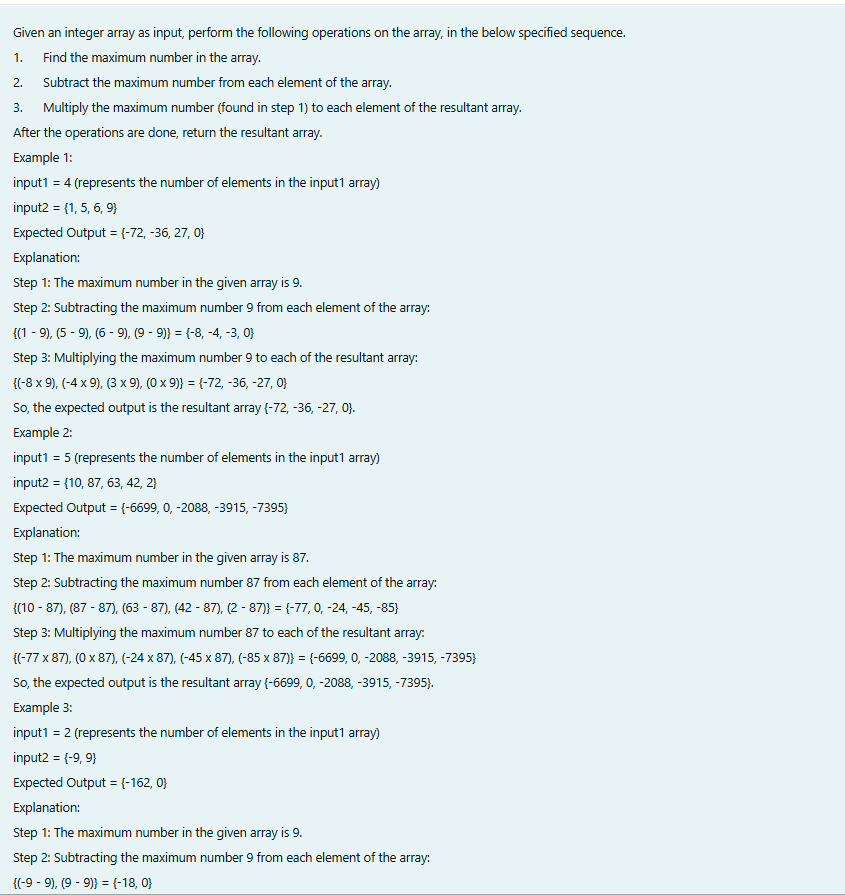 Given an integer array as input, perform the following operations on the array, in the below specified sequence.
1. Find the maximum number in the array.
2. Subtract the maximum number from each element of the array.
3. Multiply the maximum number (found in step 1) to each element of the resultant array.
After the operations are done, return the resultant array.
Example 1:
input1 = 4 (represents the number of elements in the input1 array)
input2 = {1, 5, 6, 9}
Expected Output = {-72, -36, 27, 0}
Explanation:
Step 1: The maximum number in the given array is 9.
Step 2: Subtracting the maximum number 9 from each element of the array:
{(1 - 9), (5 - 9), (6 - 9), (9 - 9)} = {-8, -4, -3, 0}
Step 3: Multiplying the maximum number 9 to each of the resultant array:
{(-8 x 9), (-4 x 9), (3 x 9), (0 x 9)} = {-72, -36, -27, 0}
So, the expected output is the resultant array {-72, -36, -27, 0}.
Example 2:
input1 = 5 (represents the number of elements in the input1 array)
input2 = {10, 87, 63, 42, 2}
Expected Output = {-6699, 0, -2088, -3915, -7395}
Explanation:
Step 1: The maximum number in the given array is 87.
Step 2: Subtracting the maximum number 87 from each element of the array:
{(10 - 87), (87 - 87), (63 - 87), (42 - 87), (2 - 87)} = {-77, 0, -24, -45, -85}
Step 3: Multiplying the maximum number 87 to each of the resultant array:
{(-77 x 87), (0 x 87), (-24 x 87), (-45 x 87), (-85 x 87)} = {-6699, 0, -2088, -3915, -7395}
So, the expected output is the resultant array {-6699, 0, -2088, -3915, -7395}.
Example 3:
input1 = 2 (represents the number of elements in the input1 array)
input2 = {-9, 9}
Expected Output = {-162, 0}
Explanation:
Step 1: The maximum number in the given array is 9.
Step 2: Subtracting the maximum number 9 from each element of the array:
{(-9 - 9), (9 - 9)} = {-18, 0}